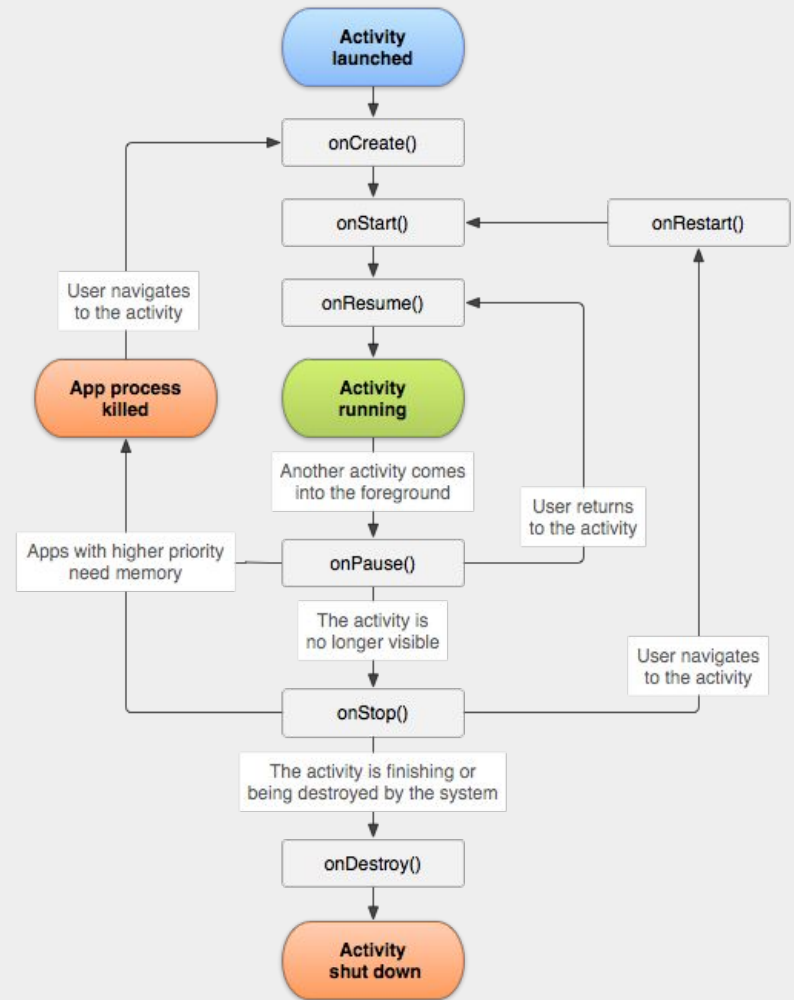 Activity
launched
onCreate()
onStart()
onRestart()
User navigates
to the activity
onResume()
App process
killed
Activity
running
Another activity comes
into the foreground
User returns
to the activity
Apps with higher priority
need memory
onPause()
The activity is
no longer visible
User navigates
to the activity
onStop()
The activity is finishing or
being destroyed by the system
onDestroy()
Activity
shut down